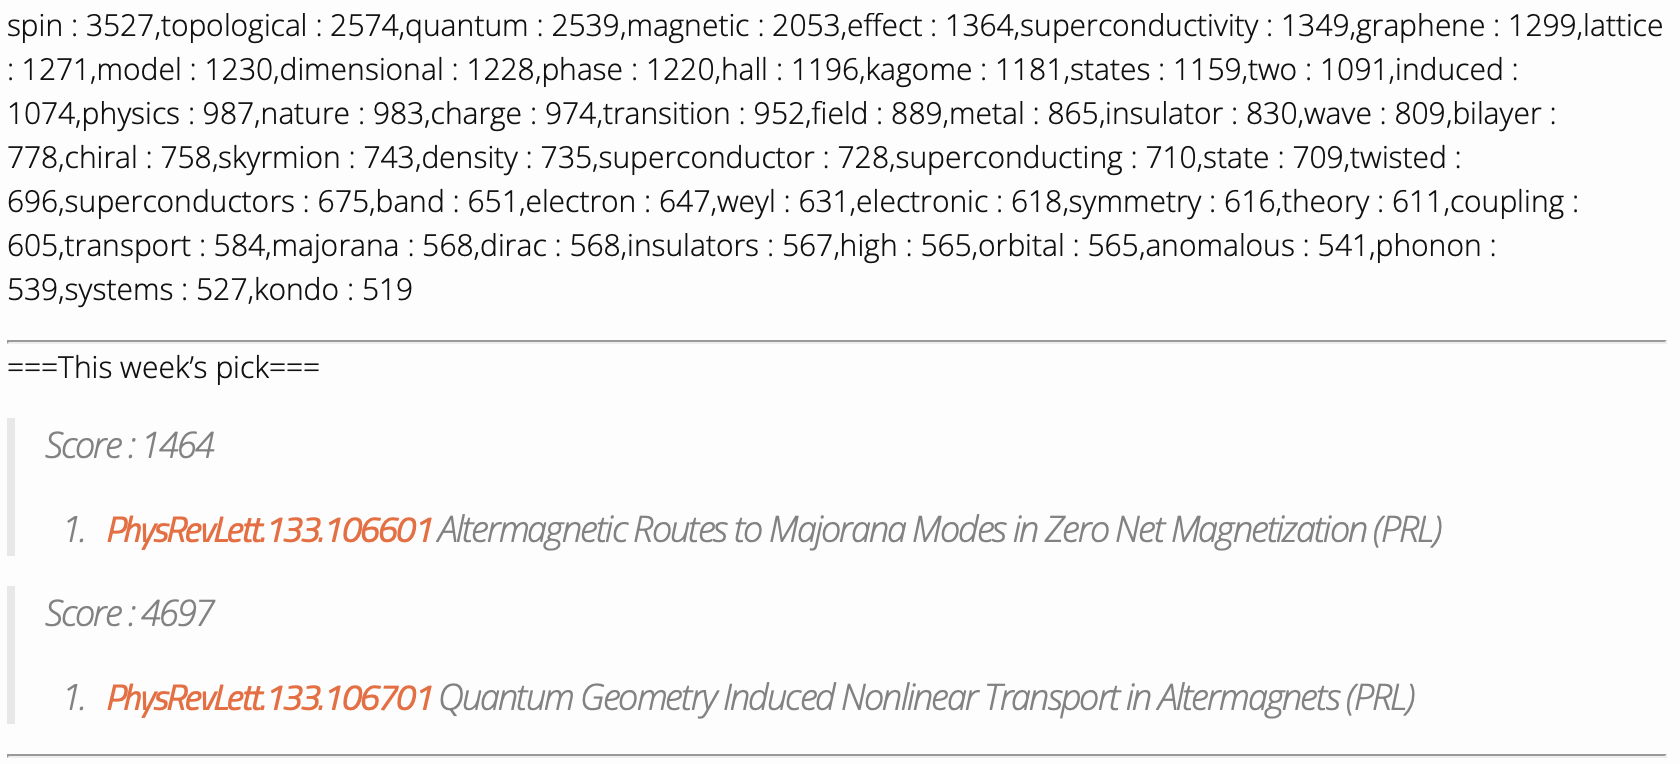 spin : 3527,topological : 2574,quantum : 2539,magnetic : 2053,effect : 1364,superconductivity : 1349,graphene : 1299,lattice
: 1271,model : 1230,dimensional : 1228,phase : 1220,hall : 1196,kagome : 1181,states : 1159,two : 1091,induced :
1074,physics : 987,nature : 983,charge : 974,transition : 952,field : 889,metal : 865,insulator : 830,wave : 809,bilayer :
778,chiral : 758,skyrmion : 743,density : 735,superconductor : 728,superconducting : 710,state : 709,twisted :
696,superconductors : 675,band : 651,electron : 647,weyl : 631,electronic : 618,symmetry : 616,theory : 611,coupling :
605,transport : 584,majorana : 568,dirac : 568,insulators : 567,high : 565,orbital : 565,anomalous : 541,phonon :
539,systems : 527,kondo : 519
===This week’s pick===
Score : 1464
1. PhysRevLett.133.106601 Altermagnetic Routes to Majorana Modes in Zero Net Magnetization (PRL)
Score : 4697
1. PhysRevLett.133.106701 Quantum Geometry Induced Nonlinear Transport in Altermagnets (PRL)